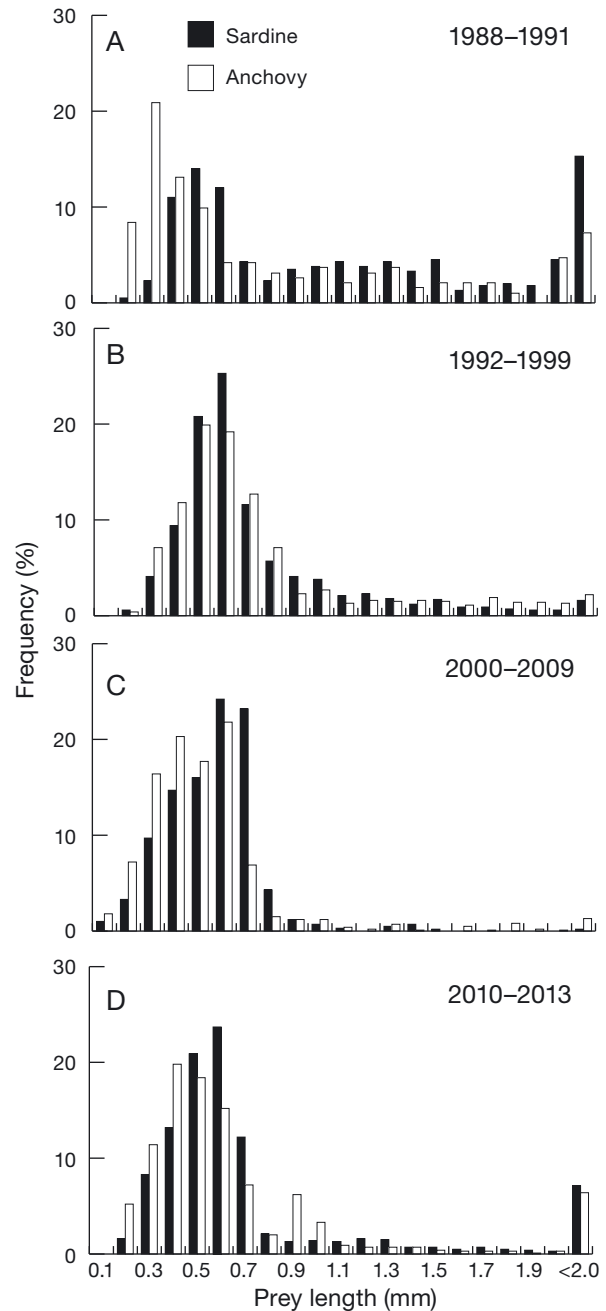 30
A
Sardine
1988–1991
Anchovy
20
10
0
30
B
1992–1999
20
10
0
Frequency (%)
30
C
2000–2009
20
10
0
30
D
2010–2013
20
10
0
0.1 0.3 0.5 0.7 0.9 1.1 1.3 1.5 1.7 1.9 <2.0
Prey length (mm)